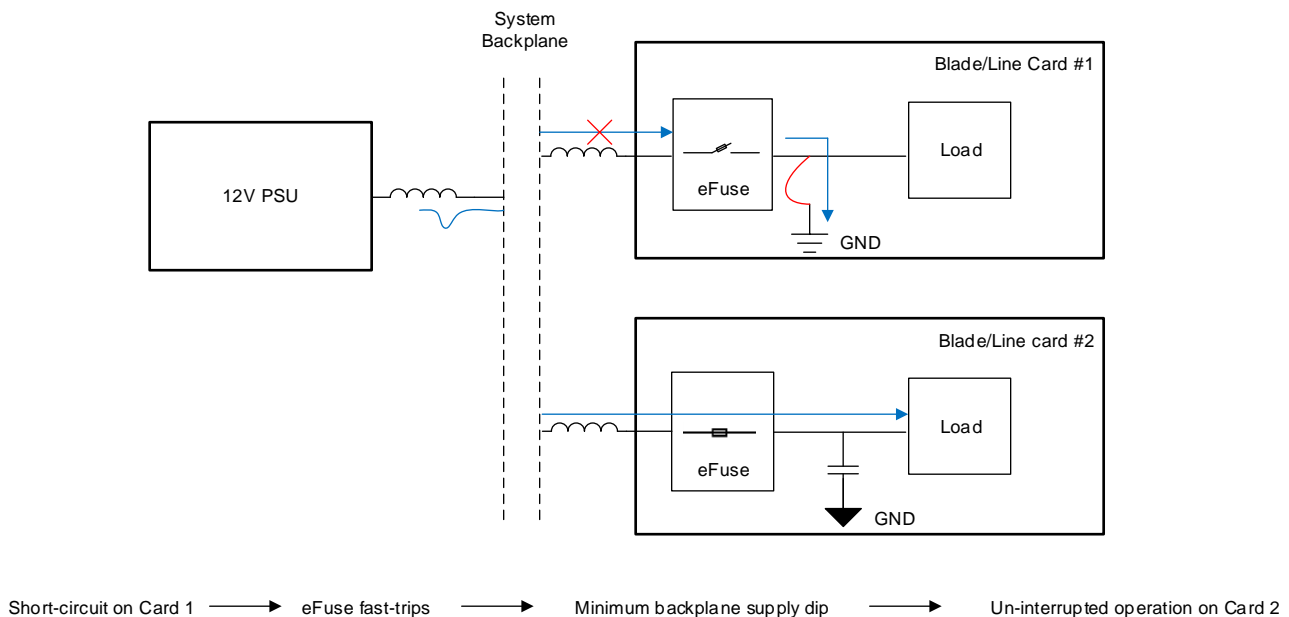 System
Backplane
Blade/Line Card #1
12V PSU
eFuse
Load
GND
Blade/Line card #2
eFuse
Load
GND
Short-circuit on Card 1
eFuse fast-trips
Minimum backplane supply dip
Un-interrupted operation on Card 2